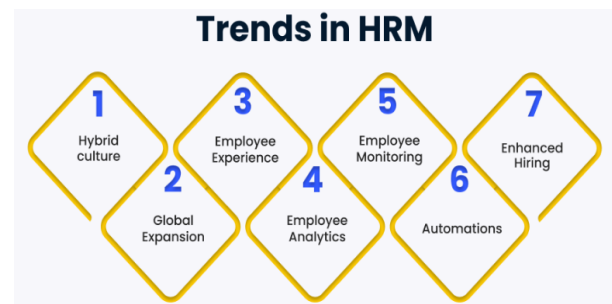 Trends in HRM
1
Hybrid
culture
2
Global
Expansion
3
Employee
Experience
4
Employee
Analytics
5
Employee
Monitoring
6
Automations
7
Enhanced
Hiring